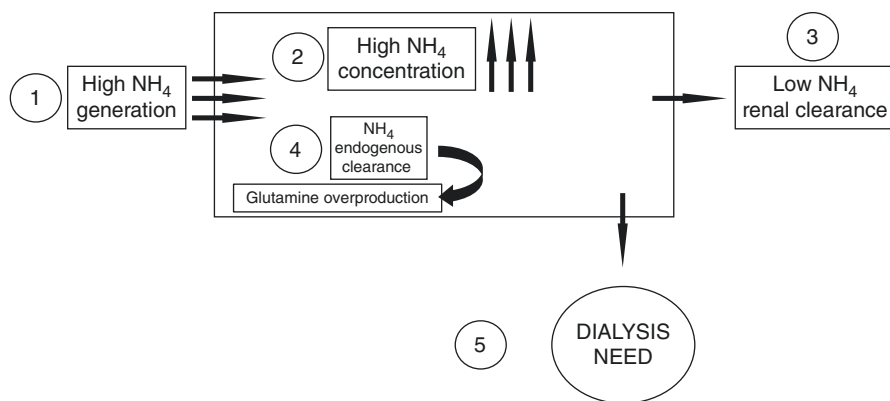 1
High NH₄
generation
2
High NH₄
concentration
3
Low NH₄
renal clearance
4
NH₄
endogenous
clearance
Glutamine overproduction
5
DIALYSIS
NEED